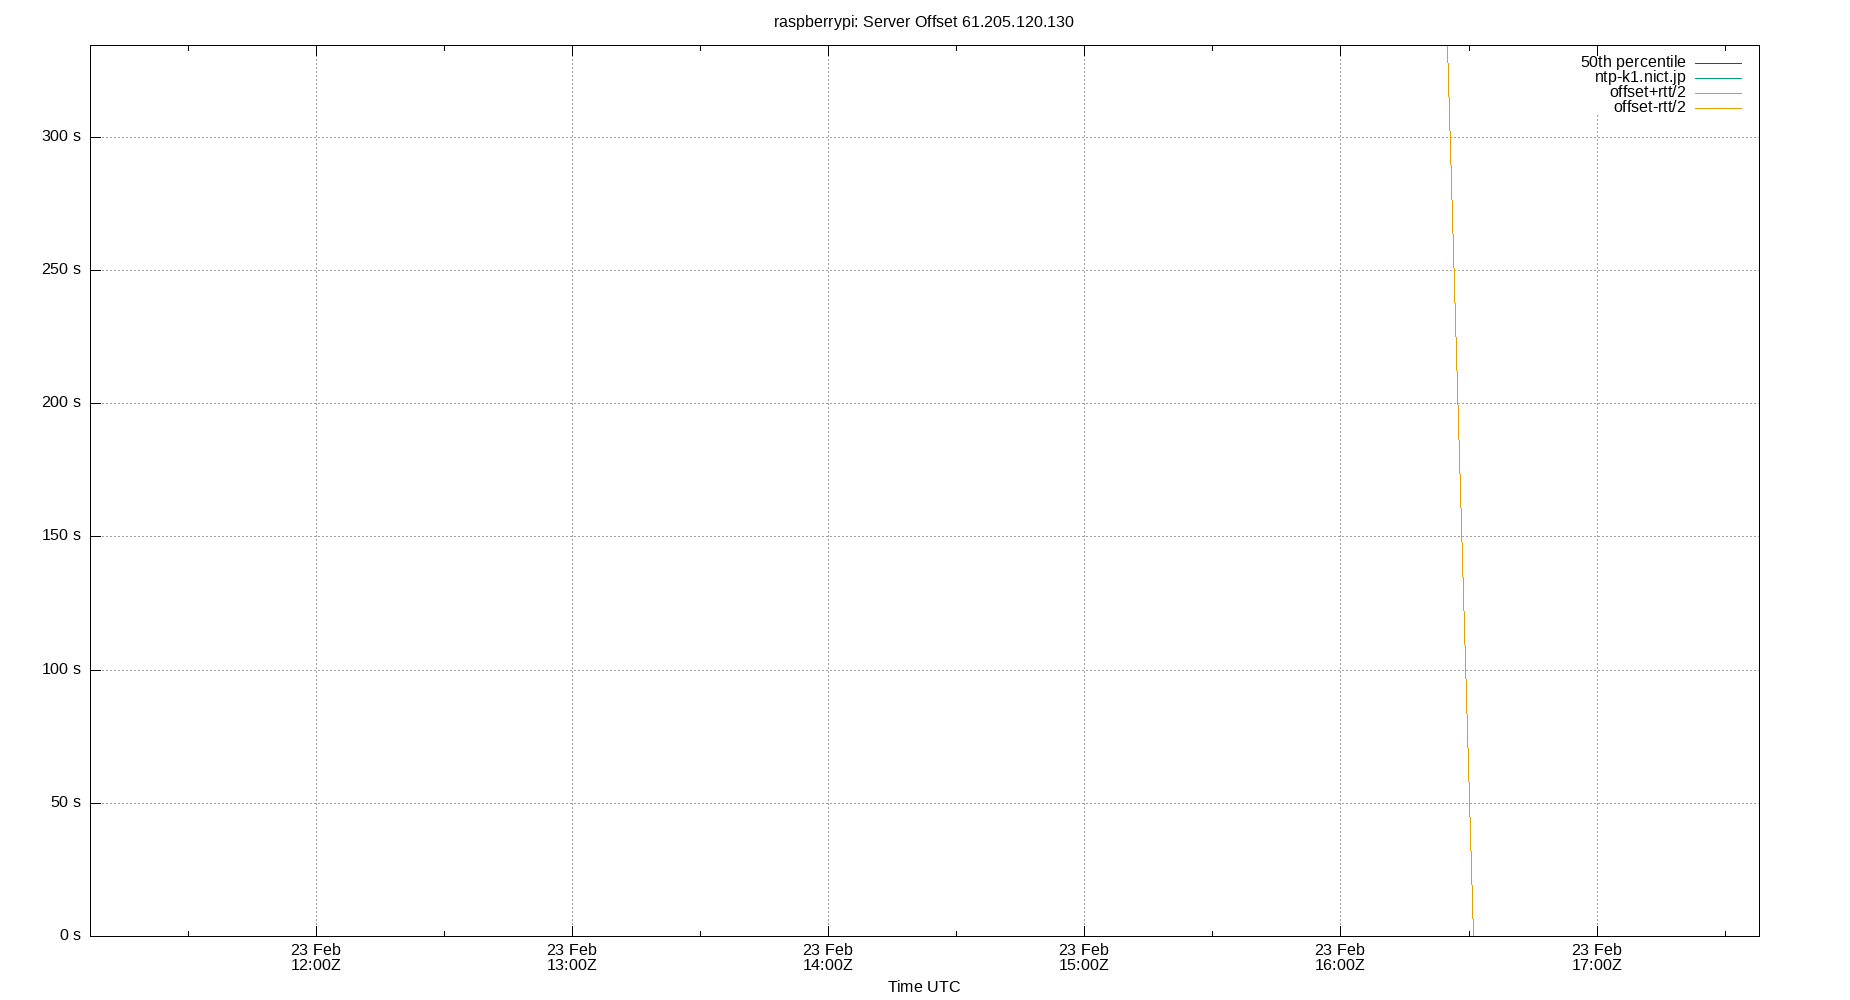 raspberrypi: Server Offset 61.205.120.130
50th percentile
ntp-k1.nict.jp
offset+rtt/2
offset-rtt/2
300 s
250 s
200 s
150 s
100 s
50 s
0 s
23 Feb 23 Feb 23 Feb 23 Feb 23 Feb 23 Feb
12:00Z 13:00Z 14:00Z 15:00Z 16:00Z 17:00Z
Time UTC